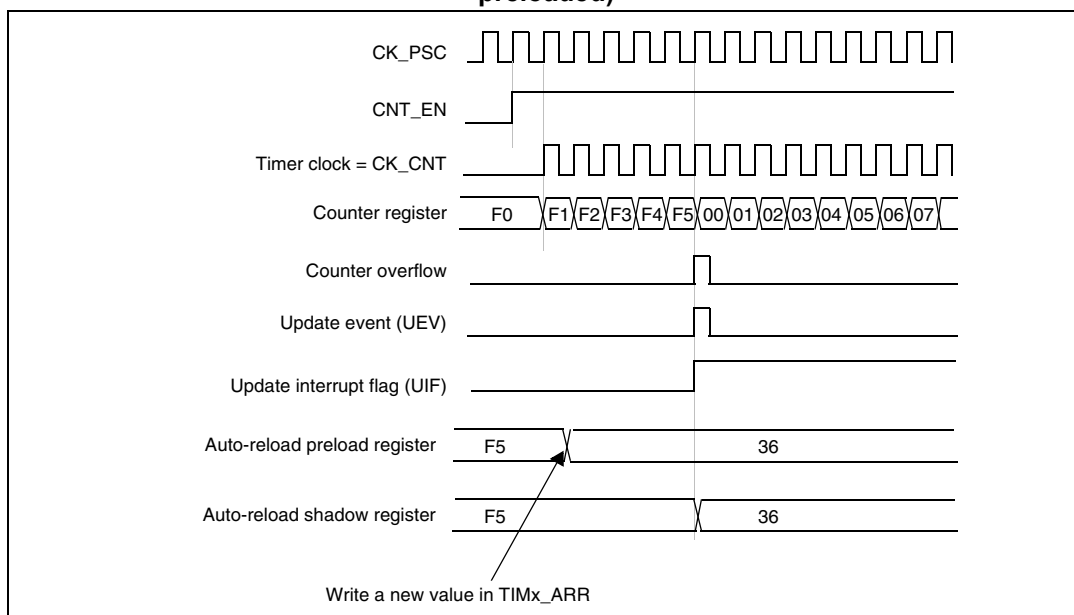 preloaded)
CK_PSC
CNT_EN
Timer clock = CK_CNT
Counter register F0 F1 F2 F3 F4 F5 00 01 02 03 04 05 06 07
Counter overflow
Update event (UEV)
Update interrupt flag (UIF)
Auto-reload preload register F5 36
Auto-reload shadow register F5 36
Write a new value in TIMx_ARR